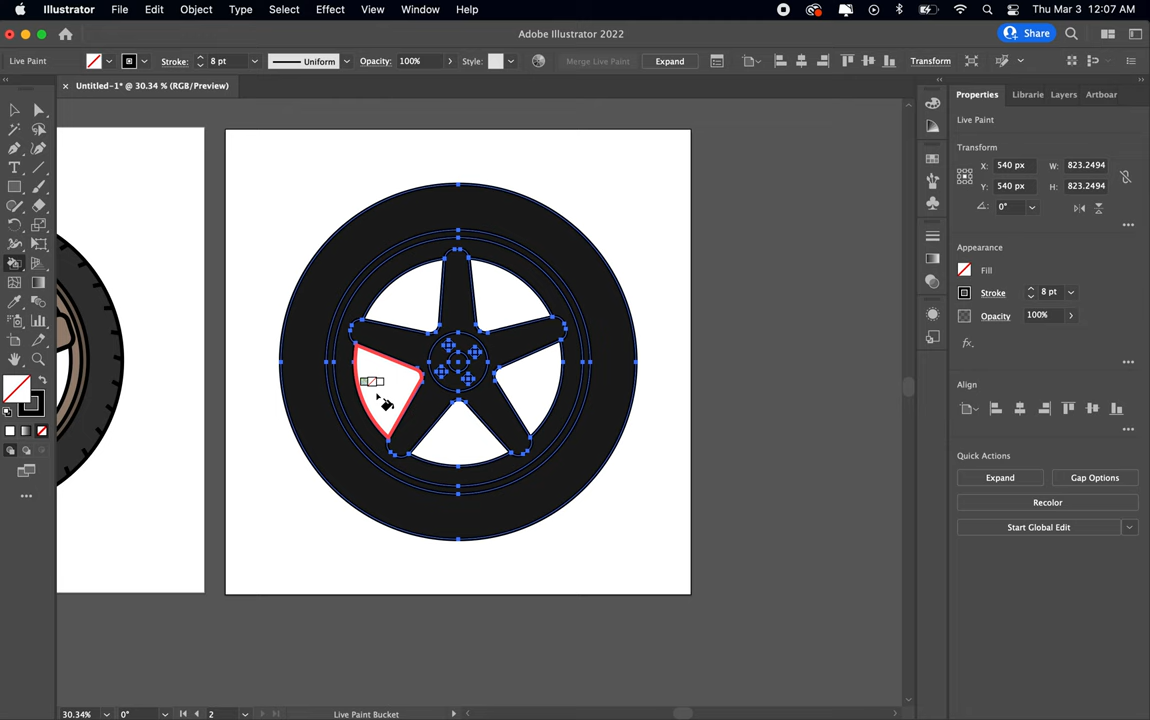 Illustrator File Edit Object Type Select Effect View Window Help
Thu Mar 3 12:07 AM
Adobe Illustrator 2022
Share
Live Paint
Stroke: 8 pt
Uniform
Opacity: 100%
Style:
Merge Live Paint
Expand
Transform
Untitled-1* @ 30.34 % (RGB/Preview)
Properties Librarie Layers Artboar
Live Paint
Transform
X: 540 px W: 823.2494
Y: 540 px H: 823.2494
0°
Appearance
Fill
Stroke 8 pt
Opacity 100%
fx.
Align
Quick Actions
Expand Gap Options
Recolor
Start Global Edit
30.34% 0° 2 Live Paint Bucket